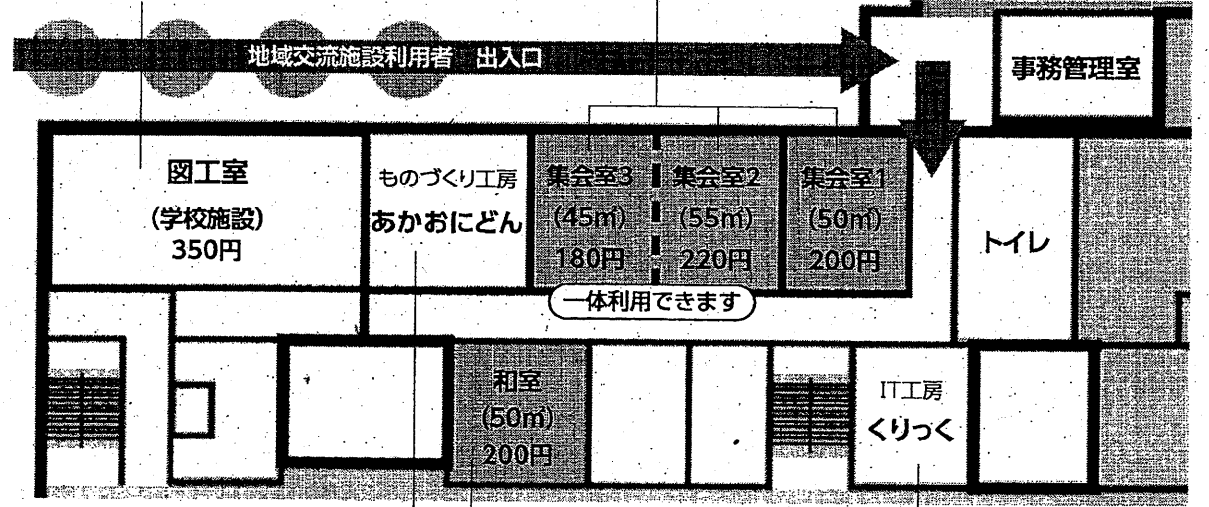 地域交流施設利用者 出入口
事務管理室
図工室
(学校施設)
350円
ものづくり工房
あかおにどん
集会室3
(45㎡)
180円
集会室2
(55㎡)
220円
集会室1
(50㎡)
200円
トイレ
一体利用できます
和室
(50㎡)
200円
IT工房
くりっく